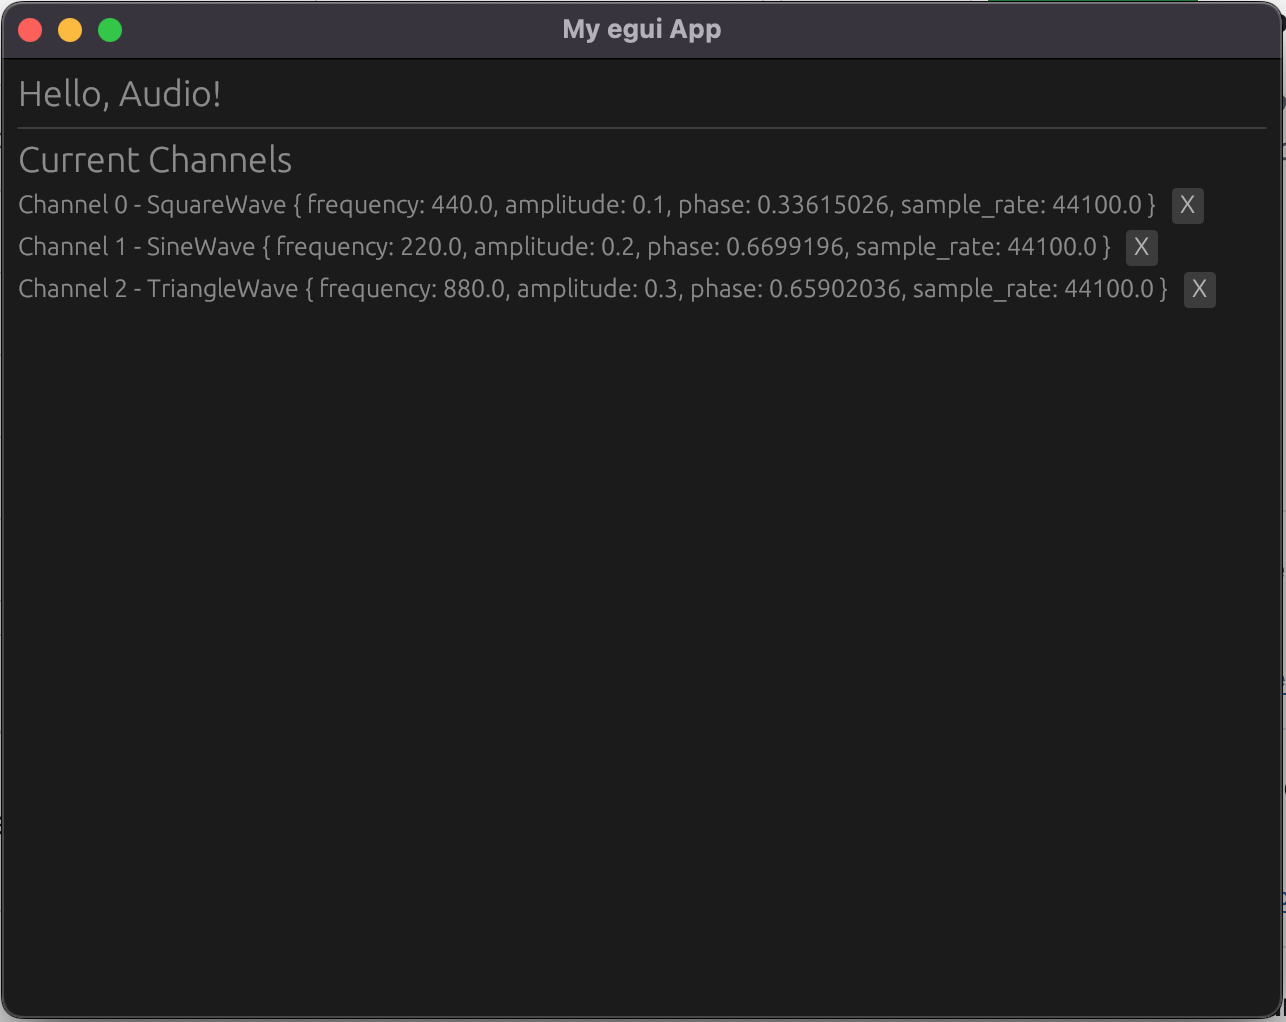 My egui App
Hello, Audio!
Current Channels
Channel 0 - SquareWave { frequency: 440.0, amplitude: 0.1, phase: 0.33615026, sample_rate: 44100.0 } X
Channel 1 - SineWave { frequency: 220.0, amplitude: 0.2, phase: 0.6699196, sample_rate: 44100.0 } X
Channel 2 - TriangleWave { frequency: 880.0, amplitude: 0.3, phase: 0.65902036, sample_rate: 44100.0 } X